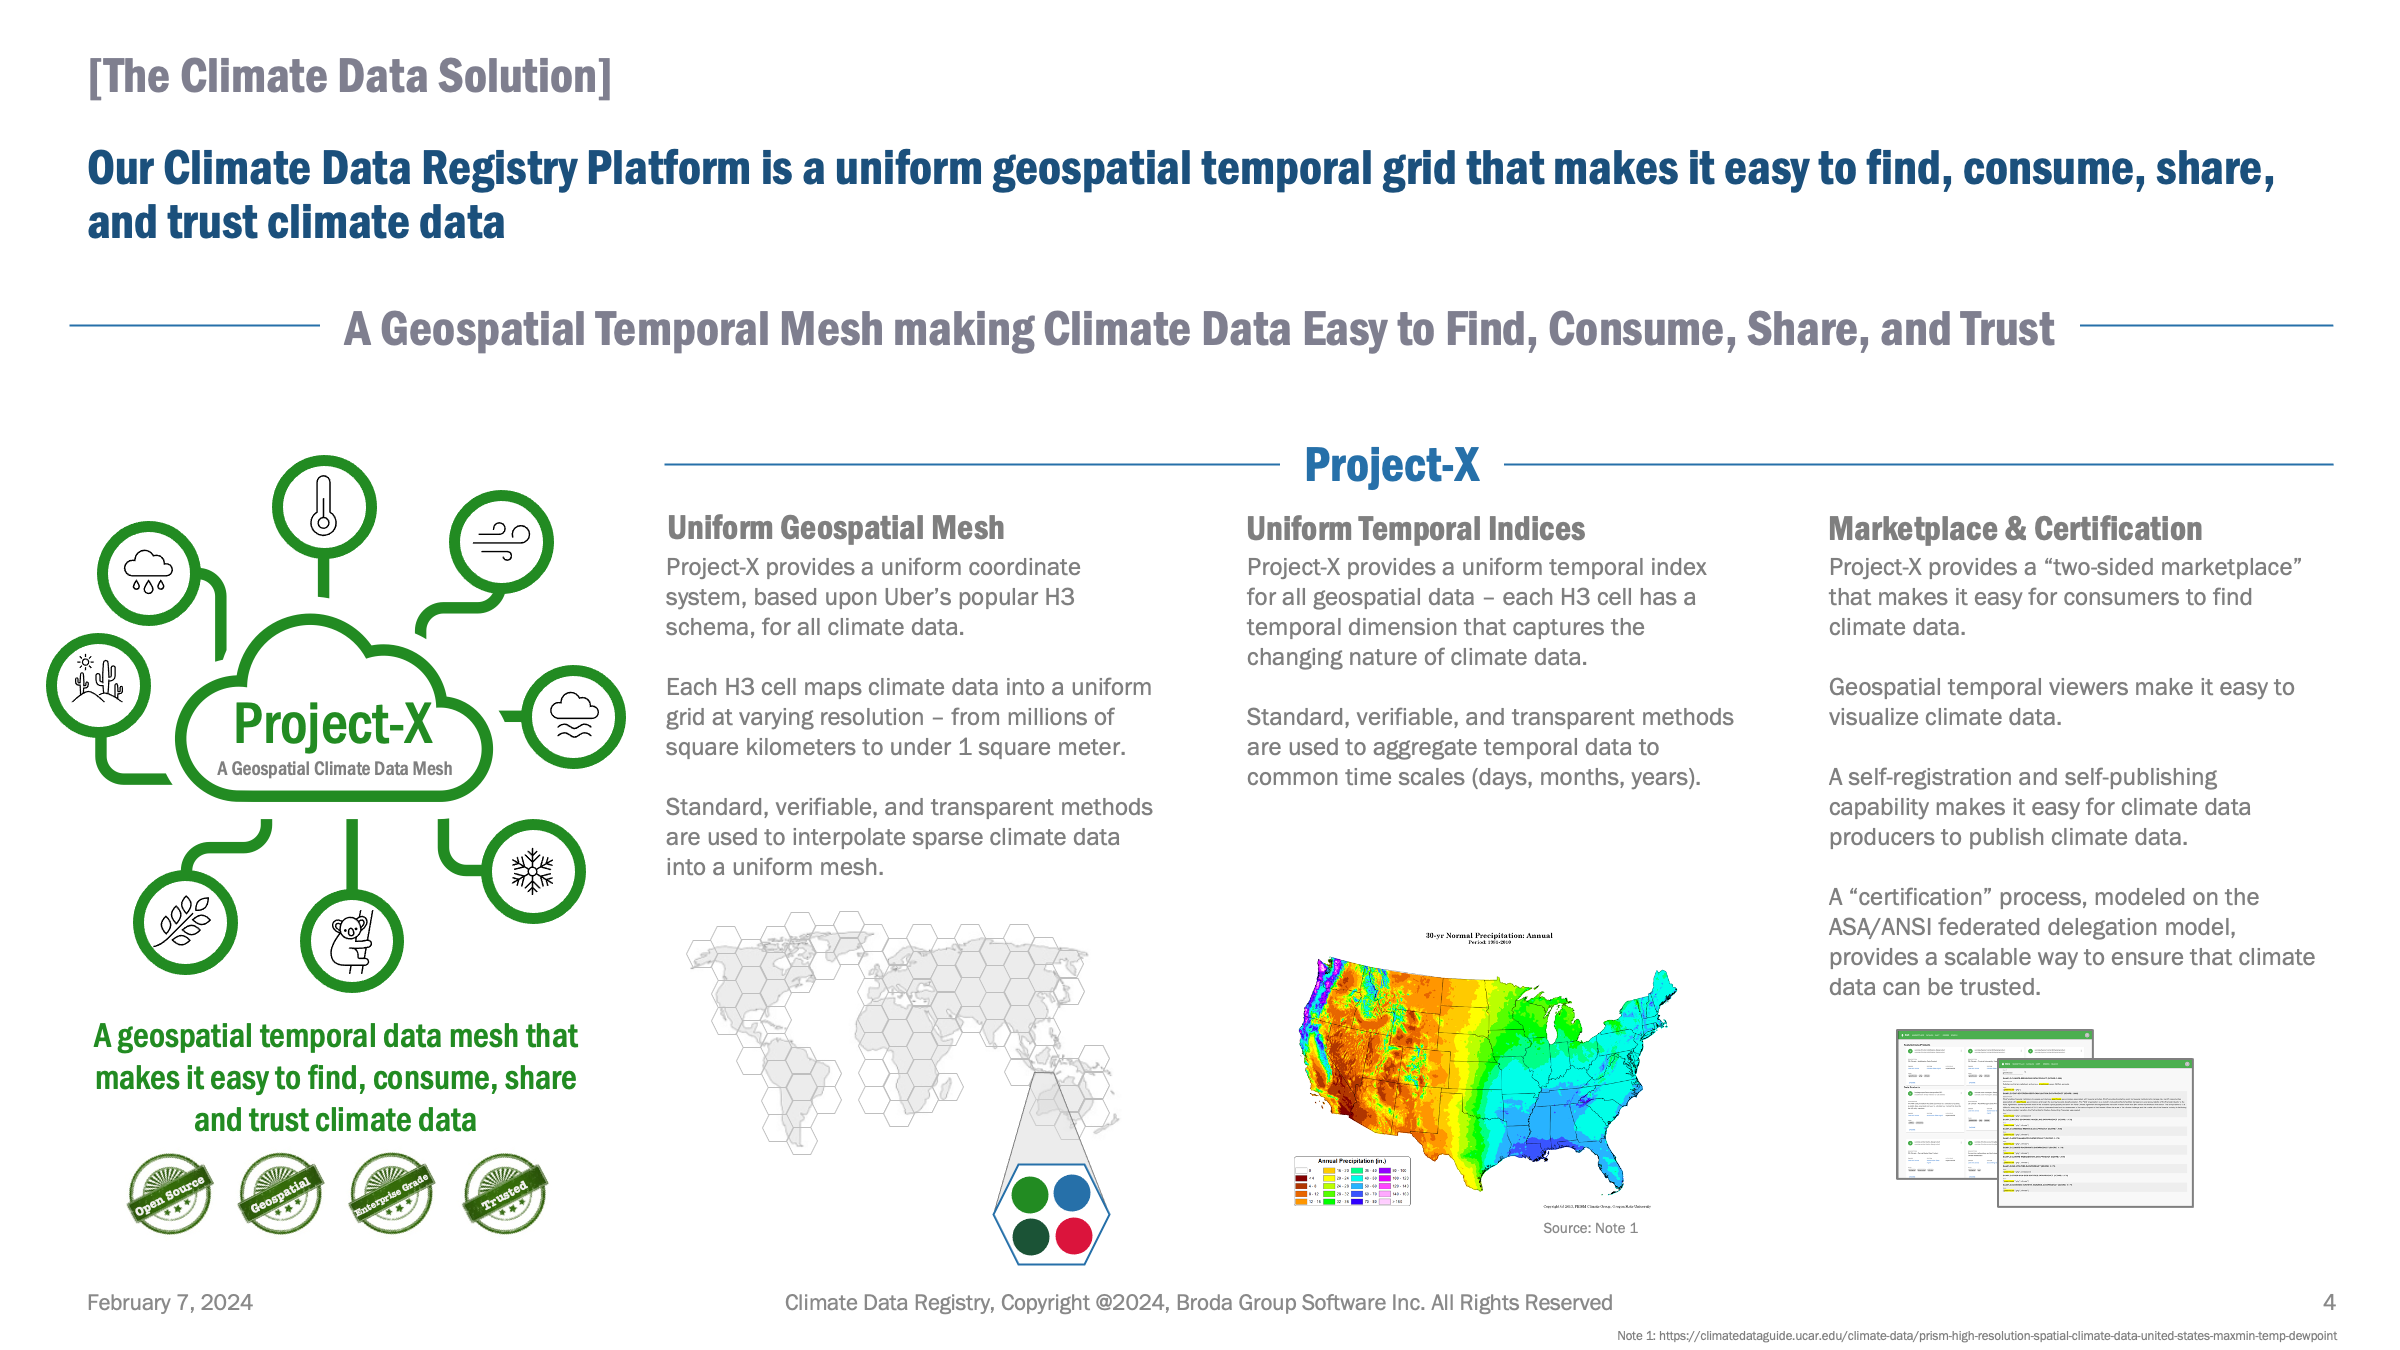 [The Climate Data Solution]
Our Climate Data Registry Platform is a uniform geospatial temporal grid that makes it easy to find, consume, share,
and trust climate data
A Geospatial Temporal Mesh making Climate Data Easy to Find, Consume, Share, and Trust
Project-X
A Geospatial Climate Data Mesh
A geospatial temporal data mesh that
makes it easy to find, consume, share
and trust climate data
Open Source
Geospatial
Enterprise Grade
Trusted
Project-X
Uniform Geospatial Mesh
Project-X provides a uniform coordinate
system, based upon Uber’s popular H3
schema, for all climate data.
Each H3 cell maps climate data into a uniform
grid at varying resolution – from millions of
square kilometers to under 1 square meter.
Standard, verifiable, and transparent methods
are used to interpolate sparse climate data
into a uniform mesh.
Uniform Temporal Indices
Project-X provides a uniform temporal index
for all geospatial data – each H3 cell has a
temporal dimension that captures the
changing nature of climate data.
Standard, verifiable, and transparent methods
are used to aggregate temporal data to
common time scales (days, months, years).
30-yr Normal Precipitation: Annual
Period: 1981-2010
Annual Precipitation (in.)
Source: Note 1
Marketplace & Certification
Project-X provides a “two-sided marketplace”
that makes it easy for consumers to find
climate data.
Geospatial temporal viewers make it easy to
visualize climate data.
A self-registration and self-publishing
capability makes it easy for climate data
producers to publish climate data.
A “certification” process, modeled on the
ASA/ANSI federated delegation model,
provides a scalable way to ensure that climate
data can be trusted.
February 7, 2024
Climate Data Registry, Copyright @2024, Broda Group Software Inc. All Rights Reserved
4
Note 1: https://climatedataguide.ucar.edu/climate-data/prism-high-resolution-spatial-climate-data-united-states-maxmin-temp-dewpoint